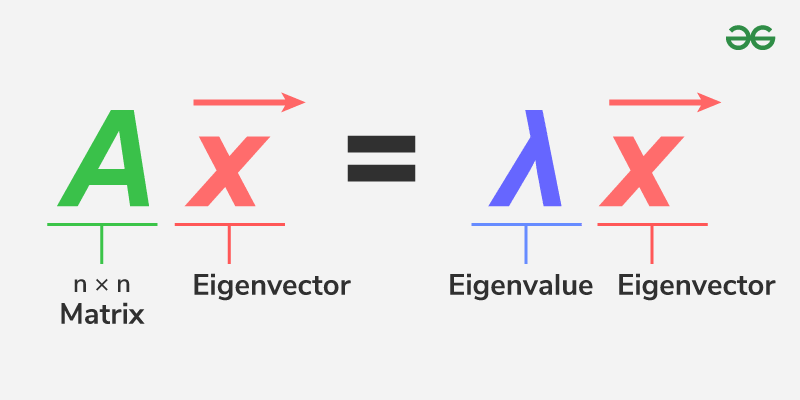 A x = λ x
n × n
Matrix
Eigenvector
Eigenvalue
Eigenvector